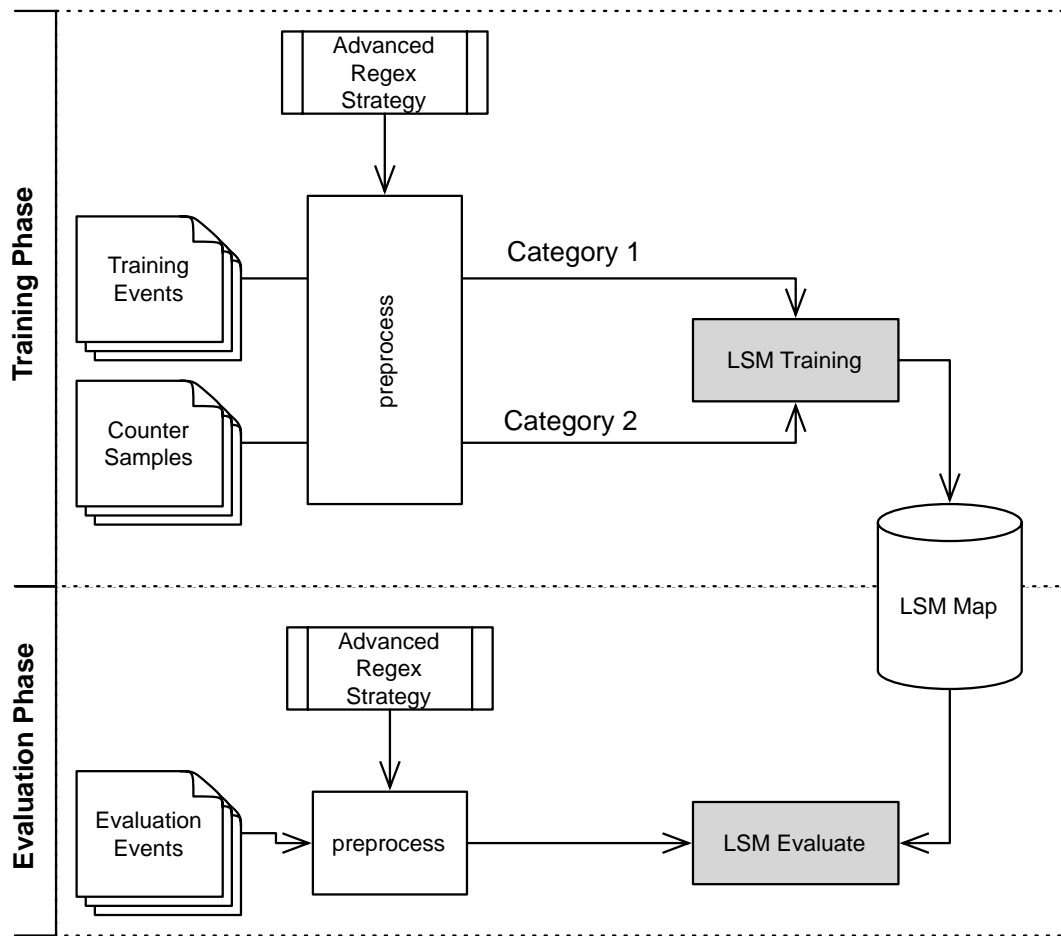 Training Phase
Advanced
Regex
Strategy
Training
Events
preprocess
Category 1
LSM Training
Counter
Samples
Category 2
LSM Map
Evaluation Phase
Advanced
Regex
Strategy
Evaluation
Events
preprocess
LSM Evaluate